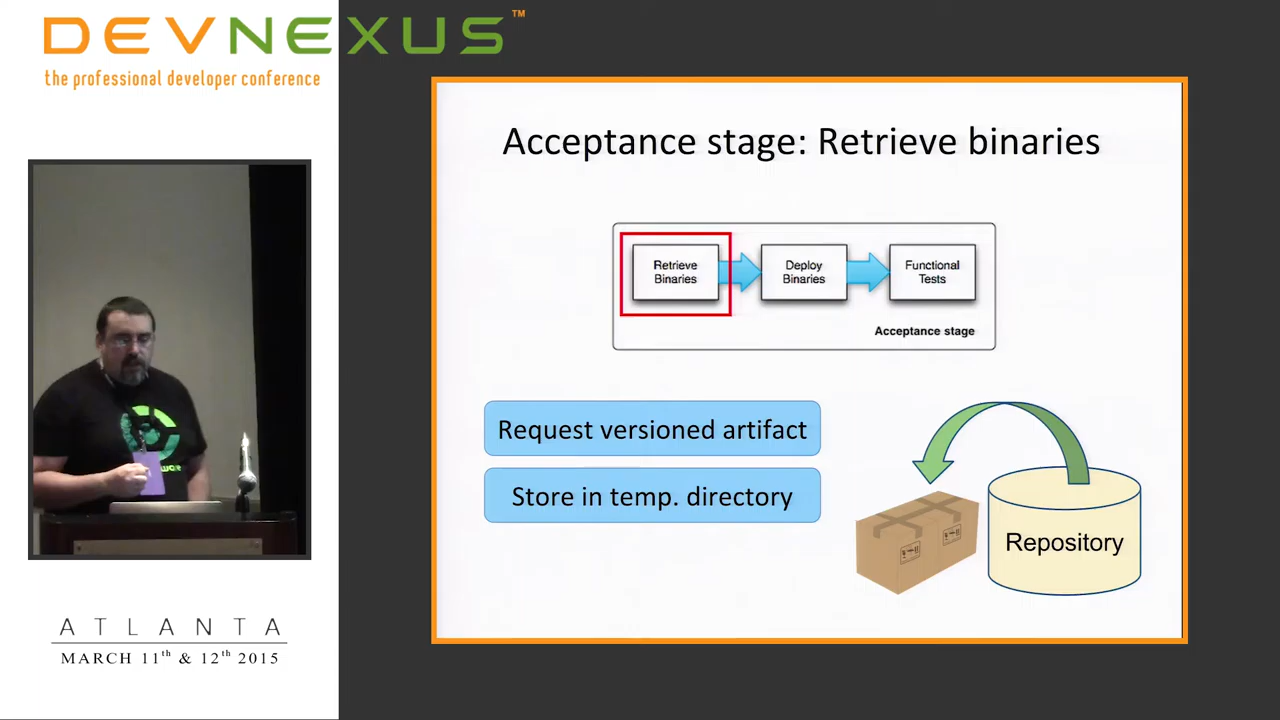 DEVNEXUS™
the professional developer conference
Acceptance stage: Retrieve binaries
Retrieve
Binaries
Deploy
Binaries
Functional
Tests
Acceptance stage
Request versioned artifact
Store in temp. directory
Repository
ATLANTA
MARCH 11th & 12th 2015